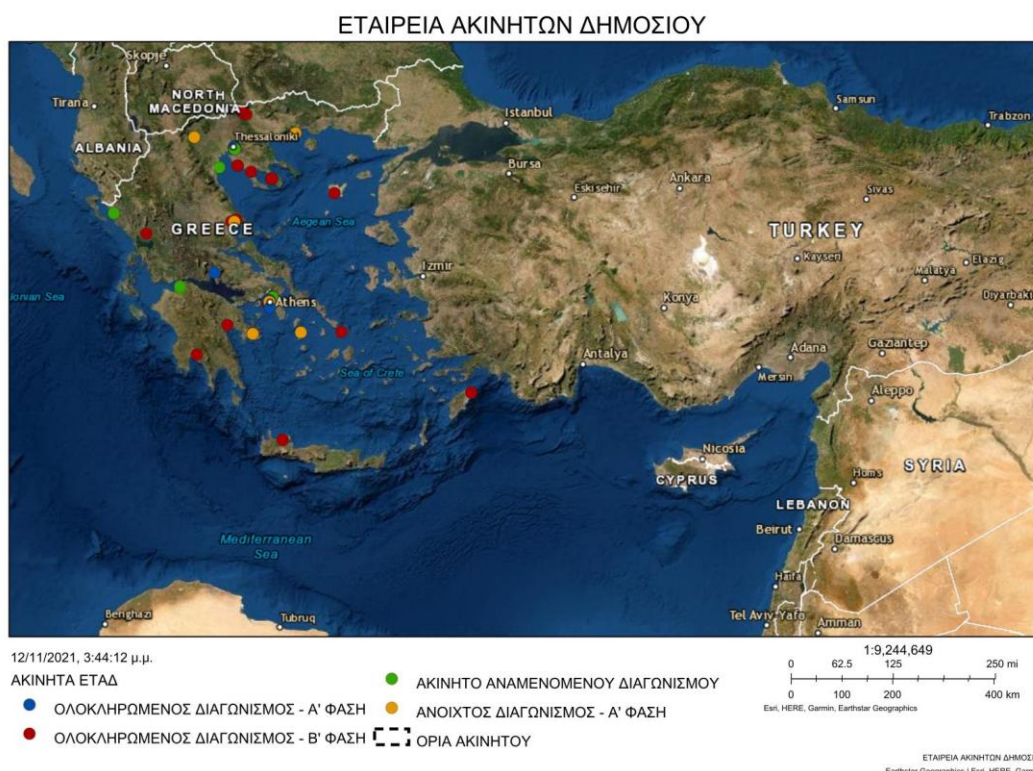 ΕΤΑΙΡΕΙΑ ΑΚΙΝΗΤΩΝ ΔΗΜΟΣΙΟΥ
Skopje
Tirana
NORTH
MACEDONIA
ALBANIA
Thessaloniki
Istanbul
Samsun
Trabzon
Bursa
Eskisehir
Ankara
Sivas
GREECE
Aegean Sea
TURKEY
Kayseri
Elazig
Malatya
Izmir
Diyarbaki
Ionian Sea
Athens
Konya
Gaziantep
Adana
Antalya
Mersin
Sea of Crete
Aleppo
Nicosia
CYPRUS
SYRIA
Homs
LEBANON
Beirut
Damascus
Mediterranean
Sea
Haifa
Benghazi
Tubruq
Tel Aviv-Yafo
Amman
12/11/2021, 3:44:12 μ.μ.
ΑΚΙΝΗΤΑ ΕΤΑΔ
ΟΛΟΚΛΗΡΩΜΕΝΟΣ ΔΙΑΓΩΝΙΣΜΟΣ - Α' ΦΑΣΗ
ΟΛΟΚΛΗΡΩΜΕΝΟΣ ΔΙΑΓΩΝΙΣΜΟΣ - Β' ΦΑΣΗ
ΑΚΙΝΗΤΟ ΑΝΑΜΕΝΟΜΕΝΟΥ ΔΙΑΓΩΝΙΣΜΟΥ
ΑΝΟΙΧΤΟΣ ΔΙΑΓΩΝΙΣΜΟΣ - Α' ΦΑΣΗ
ΟΡΙΑ ΑΚΙΝΗΤΟΥ
1:9,244,649
0 62.5 125 250 mi
0 100 200 400 km
Esri, HERE, Garmin, Earthstar Geographics
ΕΤΑΙΡΕΙΑ ΑΚΙΝΗΤΩΝ ΔΗΜΟΣΙ
Earthstar Geographics | Esri, HERE, Garm